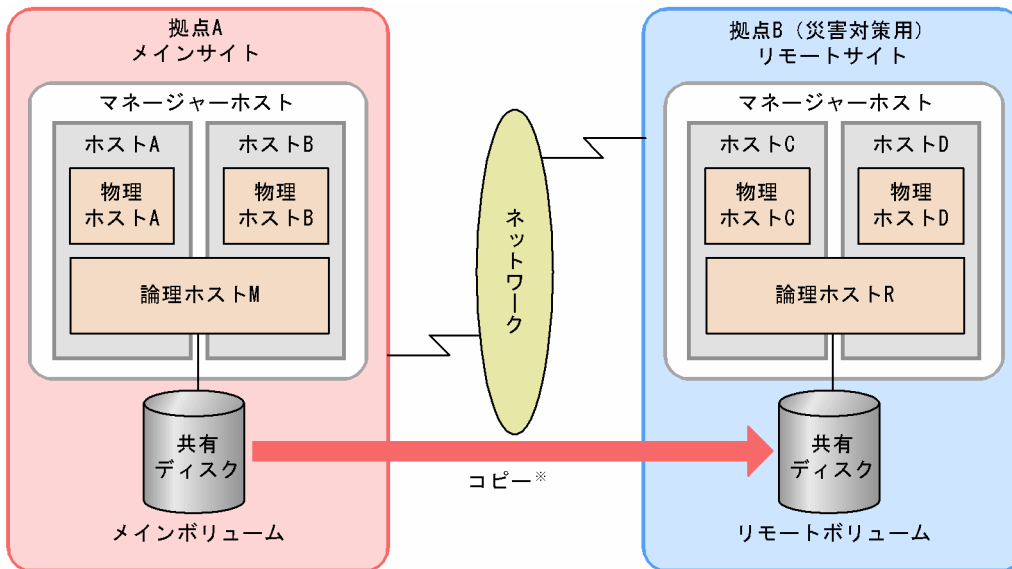 拠点A
メインサイト
マネージャーホスト
ホストA
ホストB
物理
ホストA
物理
ホストB
論理ホストM
共有
ディスク
メインボリューム
ネットワーク
コピー※
拠点B（災害対策用）
リモートサイト
マネージャーホスト
ホストC
ホストD
物理
ホストC
物理
ホストD
論理ホストR
共有
ディスク
リモートボリューム